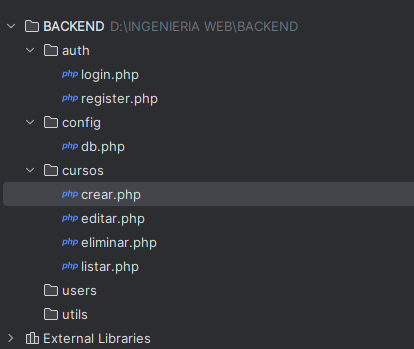 BACKEND D:\INGENIERIA WEB\BACKEND
auth
php login.php
php register.php
config
php db.php
cursos
php crear.php
php editar.php
php eliminar.php
php listar.php
users
utils
External Libraries